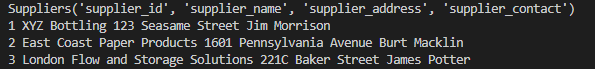 Suppliers('supplier_id', 'supplier_name', 'supplier_address', 'supplier_contact')
1 XYZ Bottling 123 Seasame Street Jim Morrison
2 East Coast Paper Products 1601 Pennsylvania Avenue Burt Macklin
3 London Flow and Storage Solutions 221C Baker Street James Potter